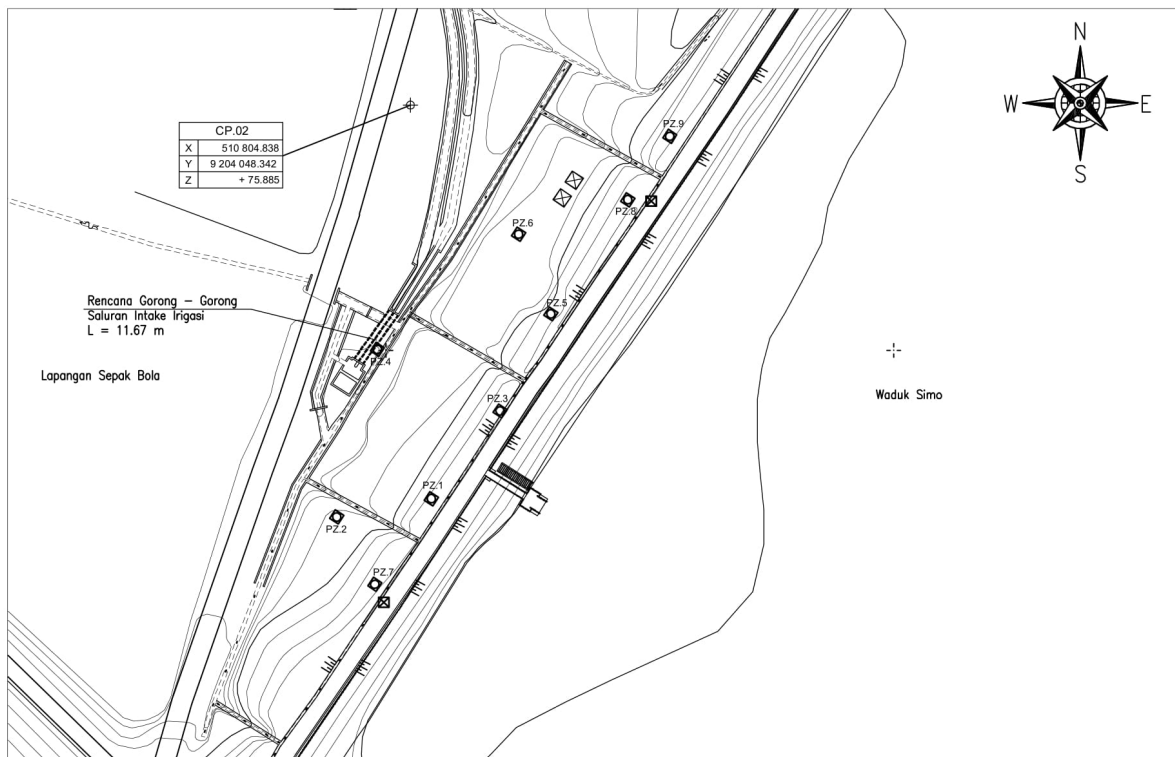 N
W
E
S
CP.02
X 510 804.838
Y 9 204 048.342
Z + 75.885
PZ.9
PZ.8
PZ.6
PZ.5
Rencana Gorong – Gorong
Saluran Intake Irigasi
L = 11.67 m
PZ.4
Lapangan Sepak Bola
Waduk Simo
PZ.3
PZ.1
PZ.2
PZ.7